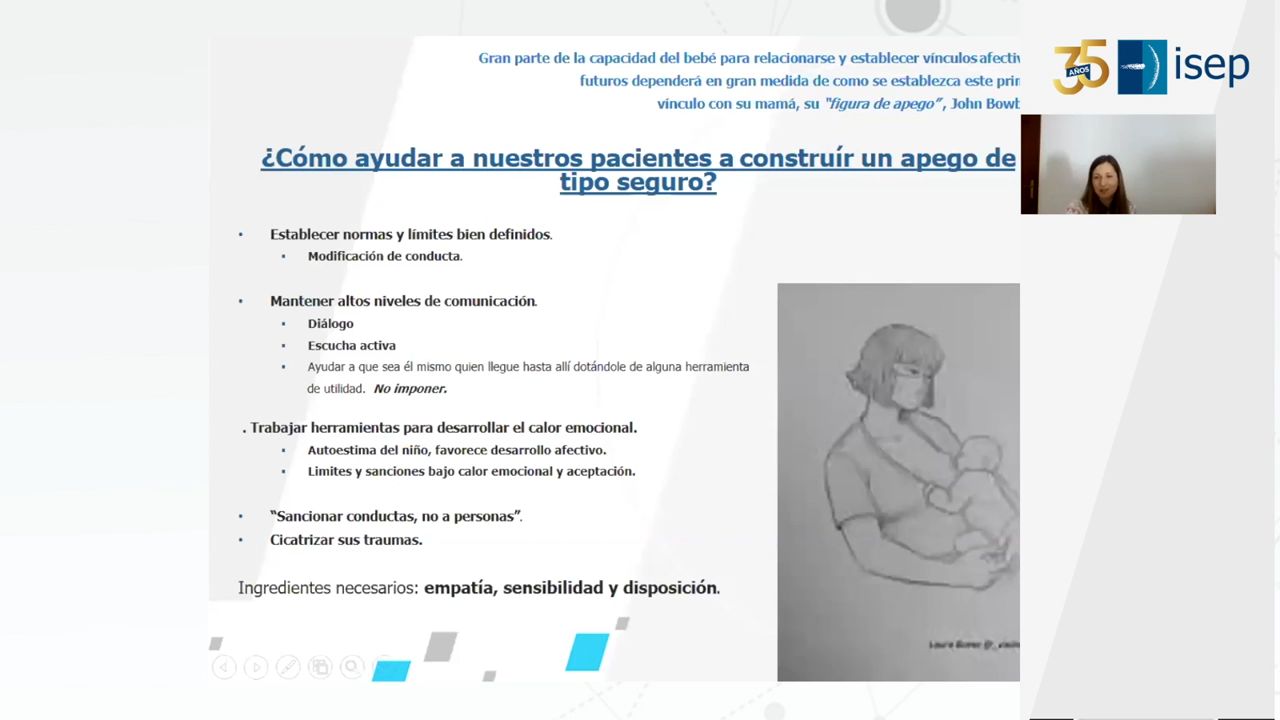 Gran parte de la capacidad del bebé para relacionarse y establecer vínculos afectiv
futuros dependerá en gran medida de como se establezca este prin
vínculo con su mamá, su "figura de apego", John Bowb
35
AÑOS
isep
¿Cómo ayudar a nuestros pacientes a construír un apego de
tipo seguro?
• Establecer normas y límites bien definidos.
▪ Modificación de conducta.
• Mantener altos niveles de comunicación.
▪ Diálogo
▪ Escucha activa
▪ Ayudar a que sea él mismo quien llegue hasta allí dotándole de alguna herramienta
de utilidad. No imponer.
. Trabajar herramientas para desarrollar el calor emocional.
▪ Autoestima del niño, favorece desarrollo afectivo.
▪ Limites y sanciones bajo calor emocional y aceptación.
• "Sancionar conductas, no a personas".
• Cicatrizar sus traumas.
Ingredientes necesarios: empatía, sensibilidad y disposición.